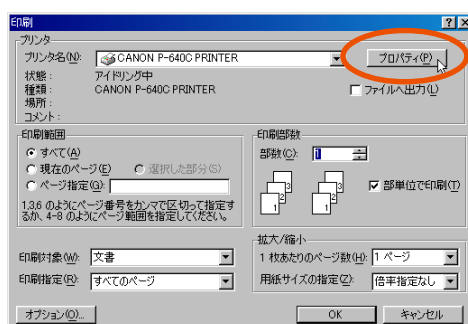 印刷
プリンタ
プリンタ名(N): CANON P-640C PRINTER プロパティ(P)
状態： アイドリング中
種類： CANON P-640C PRINTER ファイルへ出力(L)
場所：
コメント：
印刷範囲
すべて(A)
現在のページ(E) 選択した部分(S)
ページ指定(G):
1,3,6 のようにページ番号をカンマで区切って指定す
るか、4-8 のようにページ範囲を指定してください。
印刷部数
部数(C): 1
1 2 3 1 2 3 部単位で印刷(T)
印刷対象(W): 文書
印刷指定(R): すべてのページ
拡大/縮小
1 枚あたりのページ数(H): 1 ページ
用紙サイズの指定(Z): 倍率指定なし
オプション(O)... OK キャンセル